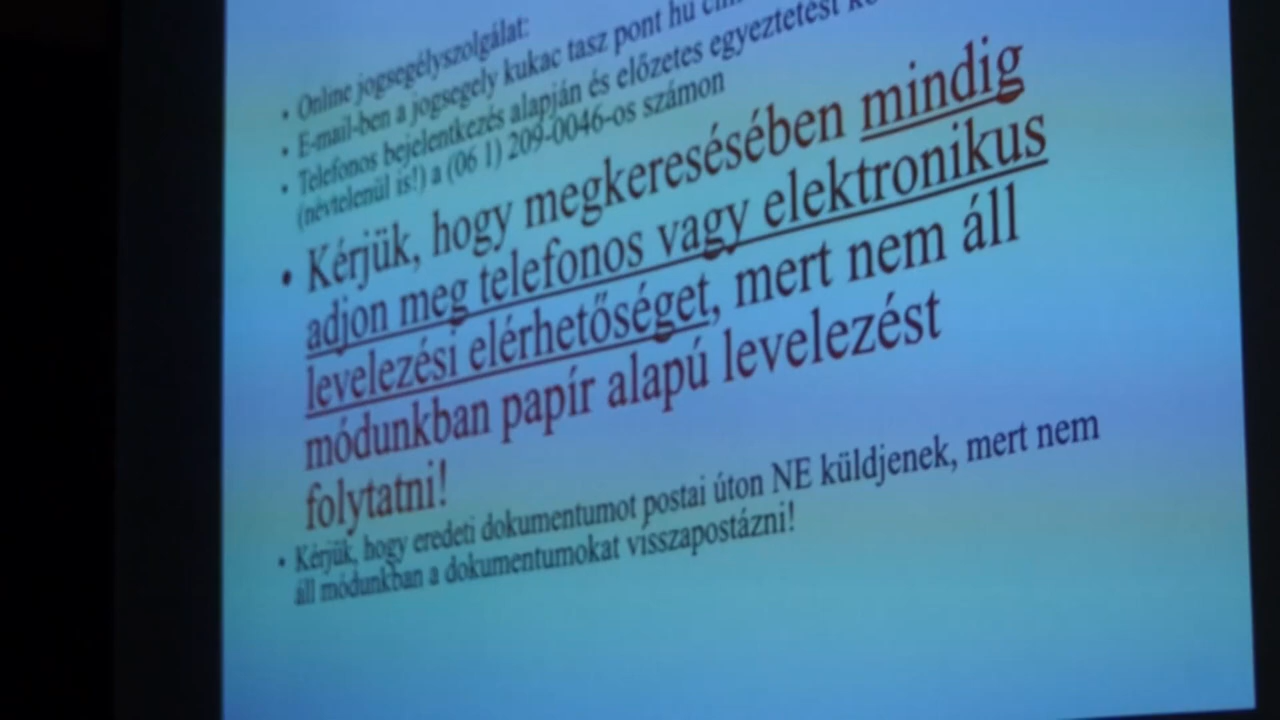 • Online jogsegélyszolgálat:
• E-mail-ben a jogsegely kukac tasz pont hu
• Telefonos bejelentkezés alapján és előzetes egyeztetést
(névtelenül is!) a (06 1) 209-0046-os számon
• Kérjük, hogy megkeresésében mindig
adjon meg telefonos vagy elektronikus
levelezési elérhetőséget, mert nem áll
módunkban papír alapú levelezést
folytatni!
• Kérjük, hogy eredeti dokumentumot postai úton NE küldjenek, mert nem
áll módunkban a dokumentumokat visszapostázni!